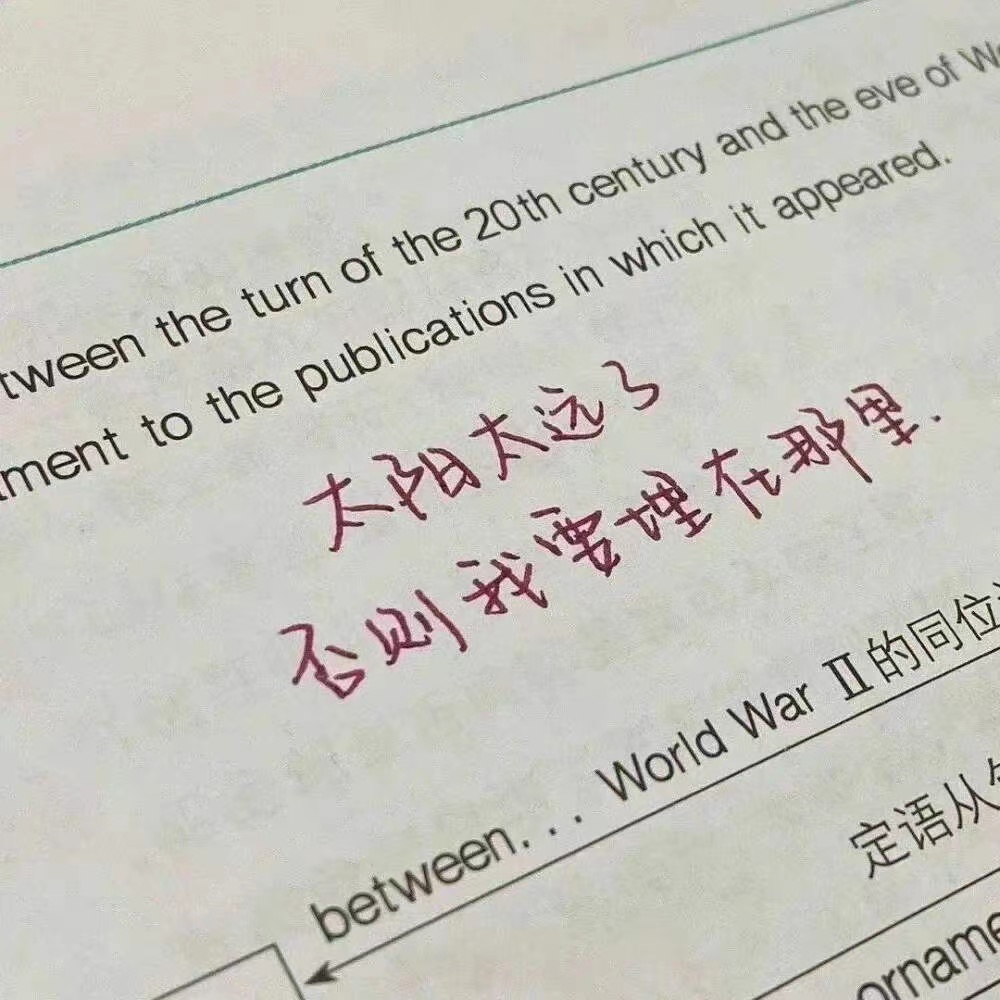 tween the turn of the 20th century and the eve of
ment to the publications in which it appeared.
太阳太远了
否则我要埋在那里.
between... World War Ⅱ的同位
定语从
orname